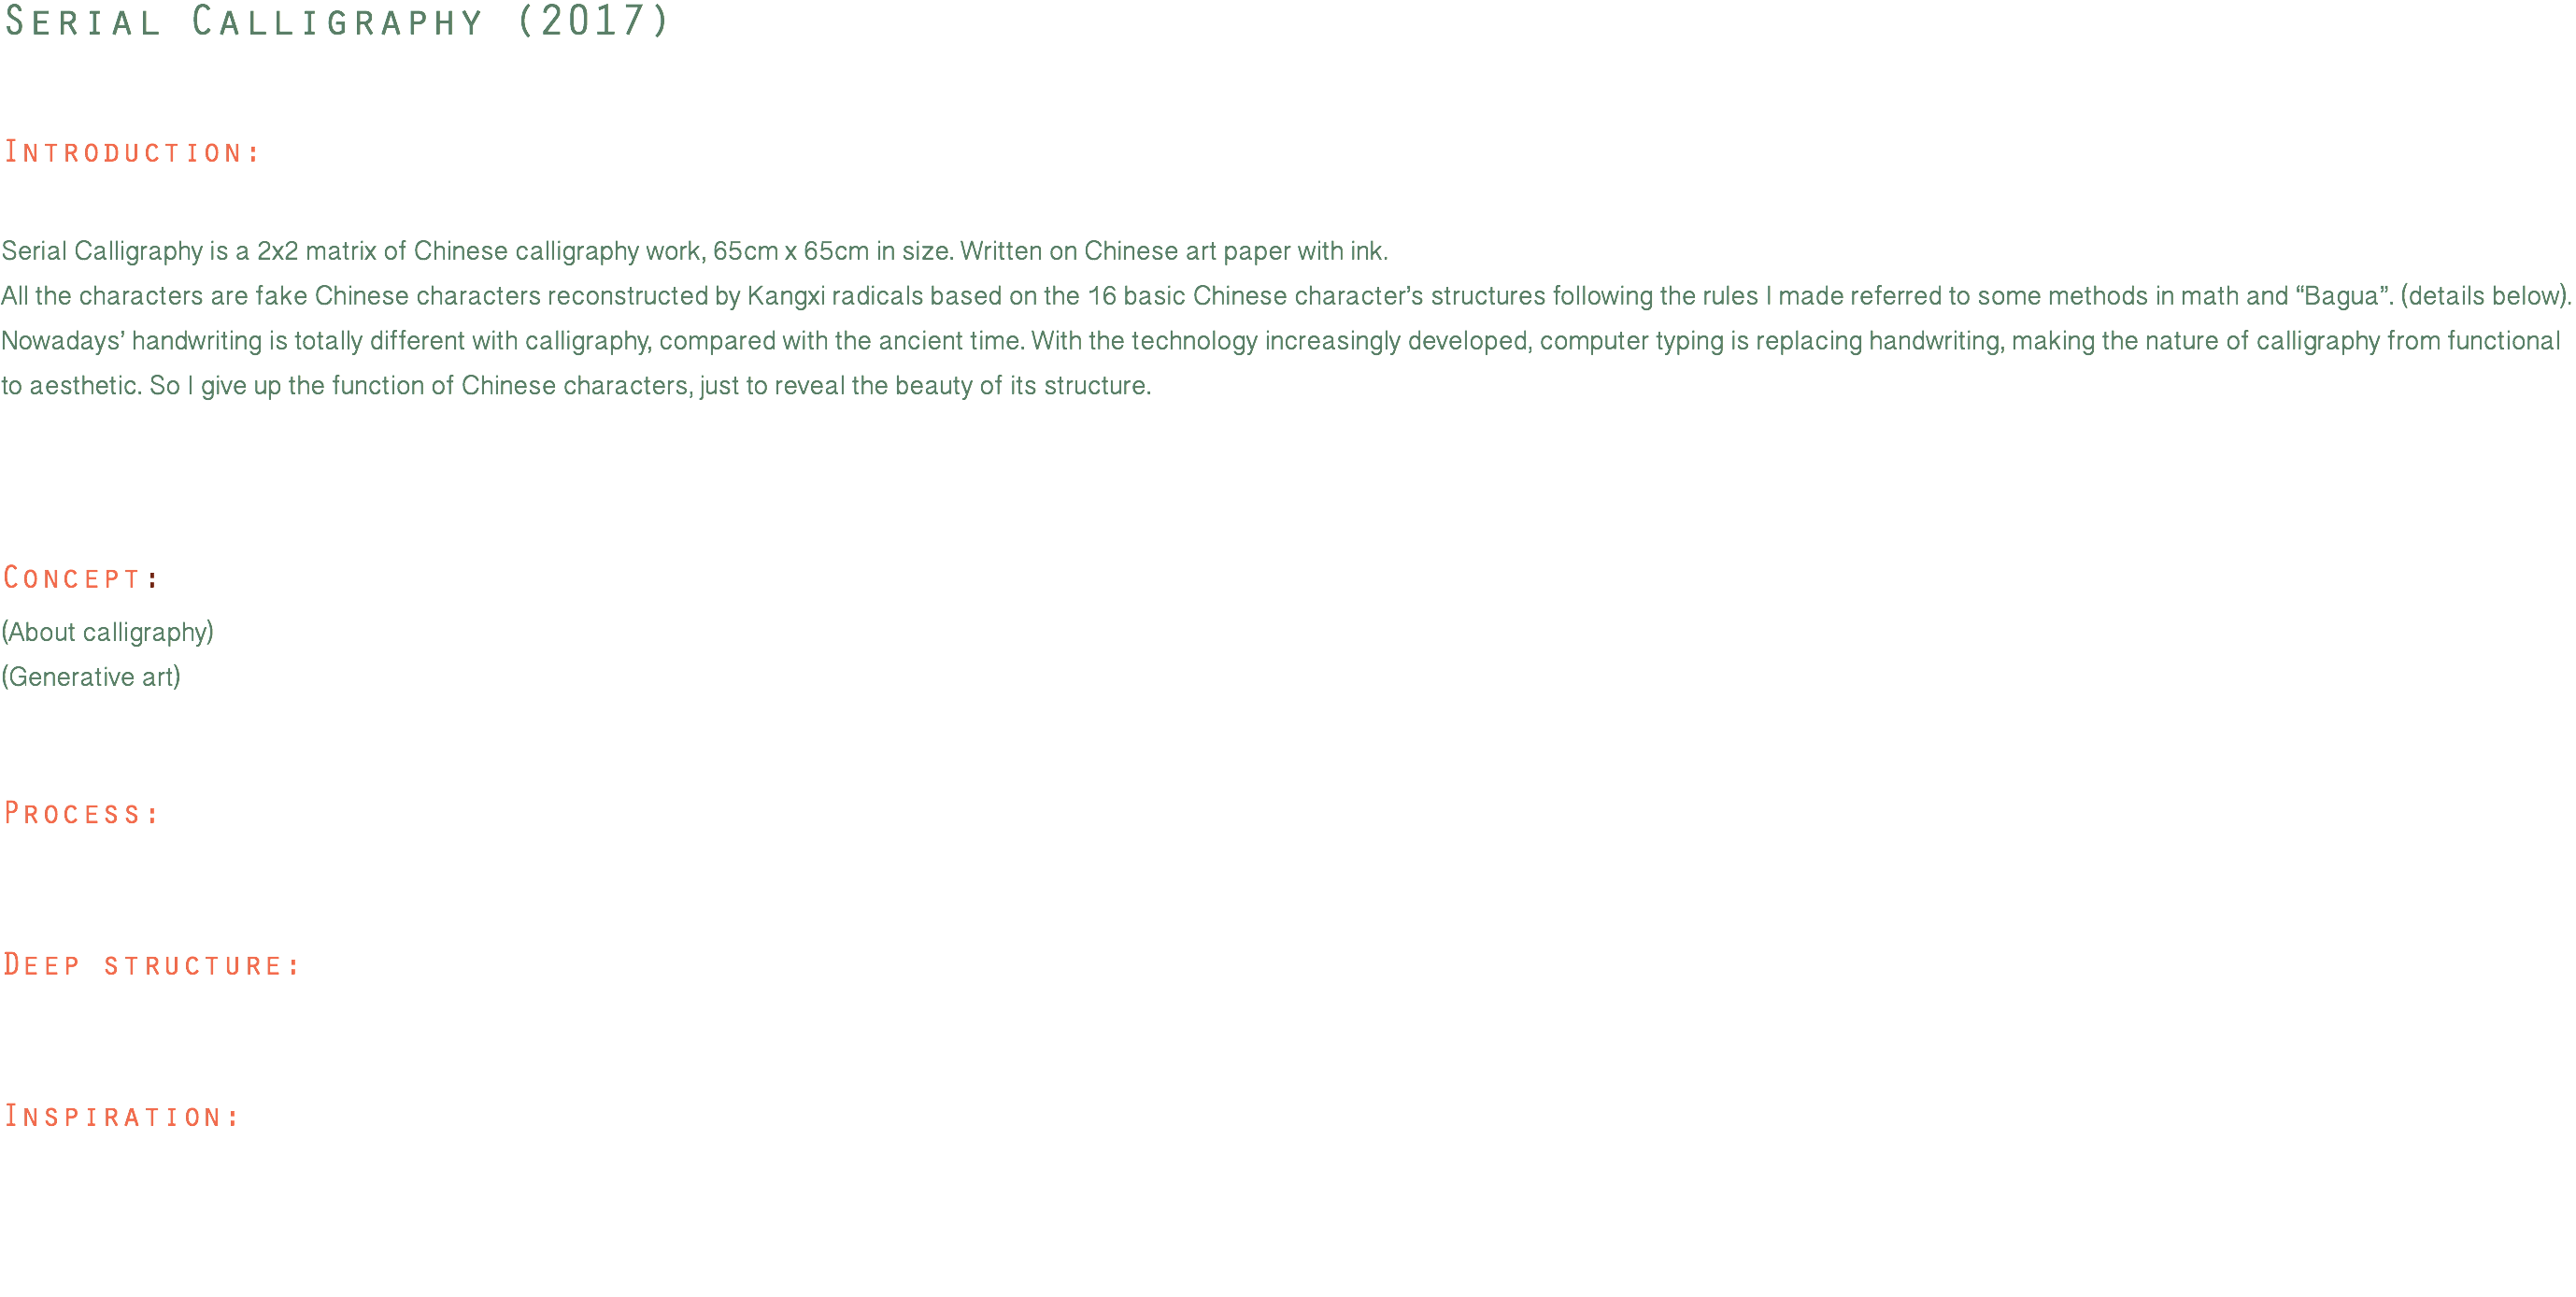 Serial Calligraphy (2017)
Introduction:
Serial Calligraphy is a 2x2 matrix of Chinese calligraphy work, 65cm x 65cm in size. Written on Chinese art paper with ink.
All the characters are fake Chinese characters reconstructed by Kangxi radicals based on the 16 basic Chinese character’s structures following the rules I made referred to some methods in math and “Bagua”. (details below).
Nowadays’ handwriting is totally different with calligraphy, compared with the ancient time. With the technology increasingly developed, computer typing is replacing handwriting, making the nature of calligraphy from functional
to aesthetic. So I give up the function of Chinese characters, just to reveal the beauty of its structure.
Concept:
(About calligraphy)
(Generative art)
Process:
Deep structure:
Inspiration: